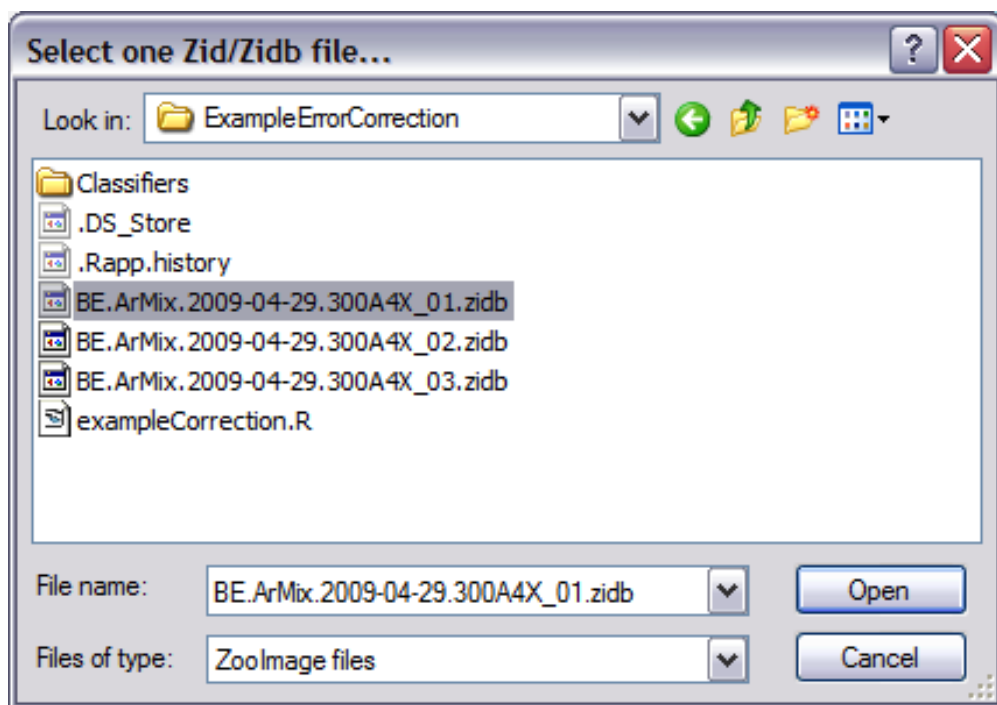 Select one Zid/Zidb file...
?
Look in: ExampleErrorCorrection
Classifiers
.DS_Store
.Rapp.history
BE.ArMix.2009-04-29.300A4X_01.zidb
BE.ArMix.2009-04-29.300A4X_02.zidb
BE.ArMix.2009-04-29.300A4X_03.zidb
exampleCorrection.R
File name: BE.ArMix.2009-04-29.300A4X_01.zidb Open
Files of type: ZooImage files Cancel